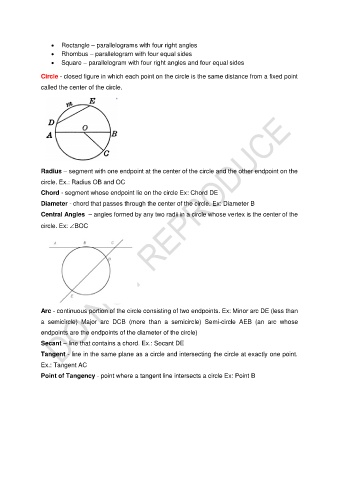 • Rectangle – parallelograms with four right angles
• Rhombus – parallelogram with four equal sides
• Square – parallelogram with four right angles and four equal sides
Circle - closed figure in which each point on the circle is the same distance from a fixed point
called the center of the circle.
E
D
O
A
B
C
Radius – segment with one endpoint at the center of the circle and the other endpoint on the
circle. Ex.: Radius OB and OC
Chord - segment whose endpoint lie on the circle Ex: Chord DE
Diameter - chord that passes through the center of the circle. Ex: Diameter B
Central Angles – angles formed by any two radii in a circle whose vertex is the center of the
circle. Ex: ∠BOC
A B C
D
E
Arc - continuous portion of the circle consisting of two endpoints. Ex: Minor arc DE (less than
a semicircle) Major arc DCB (more than a semicircle) Semi-circle AEB (an arc whose
endpoints are the endpoints of the diameter of the circle)
Secant – line that contains a chord. Ex.: Secant DE
Tangent - line in the same plane as a circle and intersecting the circle at exactly one point.
Ex.: Tangent AC
Point of Tangency - point where a tangent line intersects a circle Ex: Point B
REPRODUCE